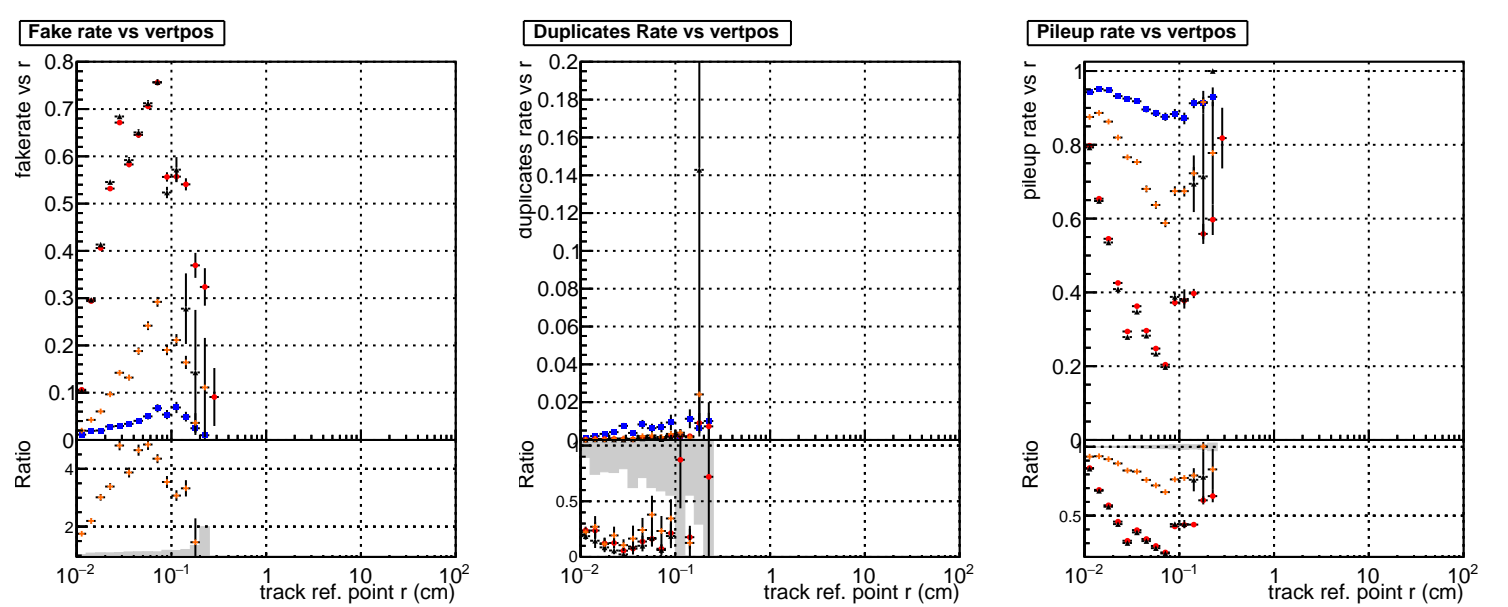 Fake rate vs vertpos
fakerate vs r
0.8
0.7
0.6
0.5
0.4
0.3
0.2
0.1
0
Ratio
4
2
10⁻² 10⁻¹ 1 10 10²
track ref. point r (cm)
Duplicates Rate vs vertpos
duplicates rate vs r
0.2
0.18
0.16
0.14
0.12
0.1
0.08
0.06
0.04
0.02
0
Ratio
0.5
0
10⁻² 10⁻¹ 1 10 10²
track ref. point r (cm)
Pileup rate vs vertpos
pileup rate vs r
1
0.8
0.6
0.4
0.2
0
Ratio
1
0.5
10⁻² 10⁻¹ 1 10 10²
track ref. point r (cm)